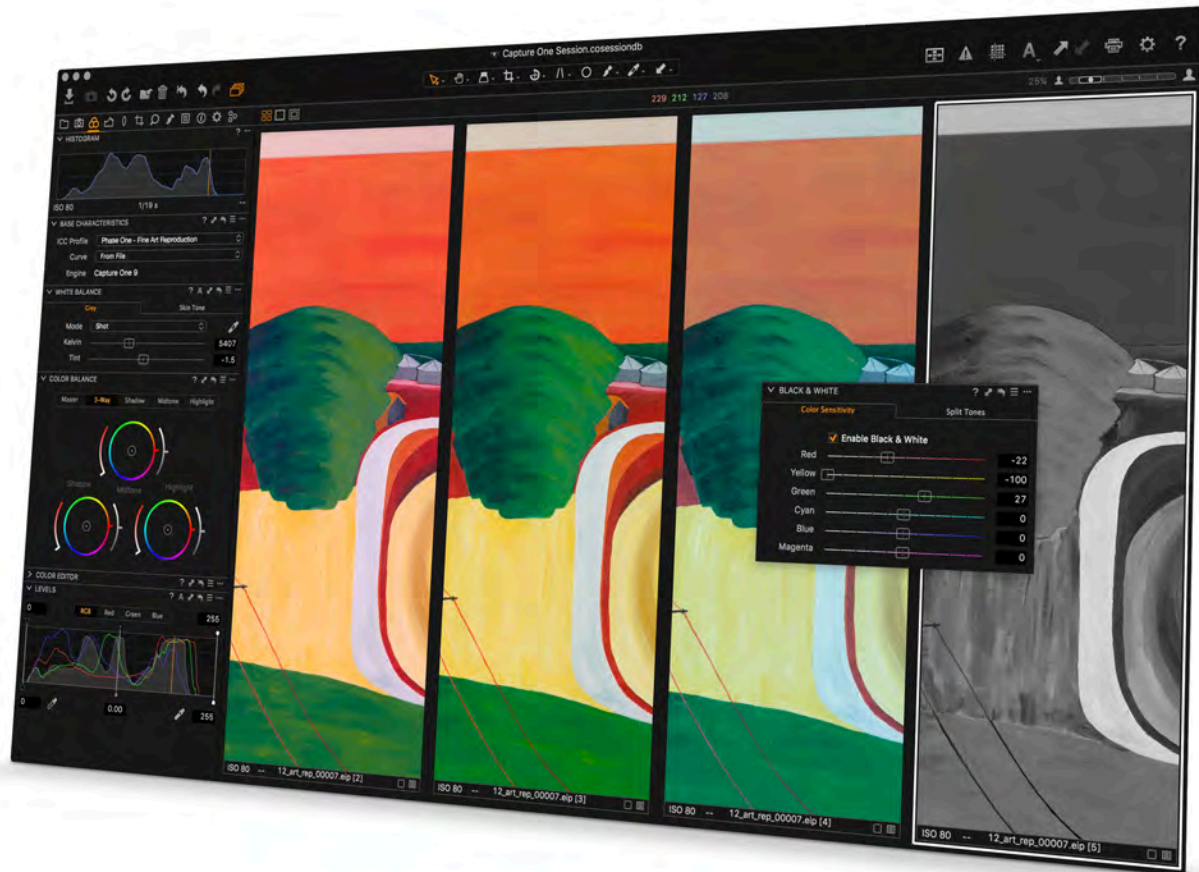 Capture One Session.cosessiondb
25%
229 212 127 208
HISTOGRAM
ISO 80 1/19 s
BASE CHARACTERISTICS
ICC Profile Phase One - Fine Art Reproduction
Curve From File
Engine Capture One 9
WHITE BALANCE
Grey Skin Tone
Mode Shot
Kelvin 5407
Tint -1.5
COLOR BALANCE
Master 3-Way Shadow Midtone Highlight
Shadow Midtone Highlight
COLOR EDITOR
LEVELS
0 RGB Red Green Blue 255
0 0.00 255
BLACK & WHITE
Color Sensitivity Split Tones
Enable Black & White
Red -22
Yellow -100
Green 27
Cyan 0
Blue 0
Magenta 0
ISO 80 -- 12_art_rep_00007.eip [2]
ISO 80 -- 12_art_rep_00007.eip [3]
ISO 80 -- 12_art_rep_00007.eip [4]
ISO 80 -- 12_art_rep_00007.eip [5]